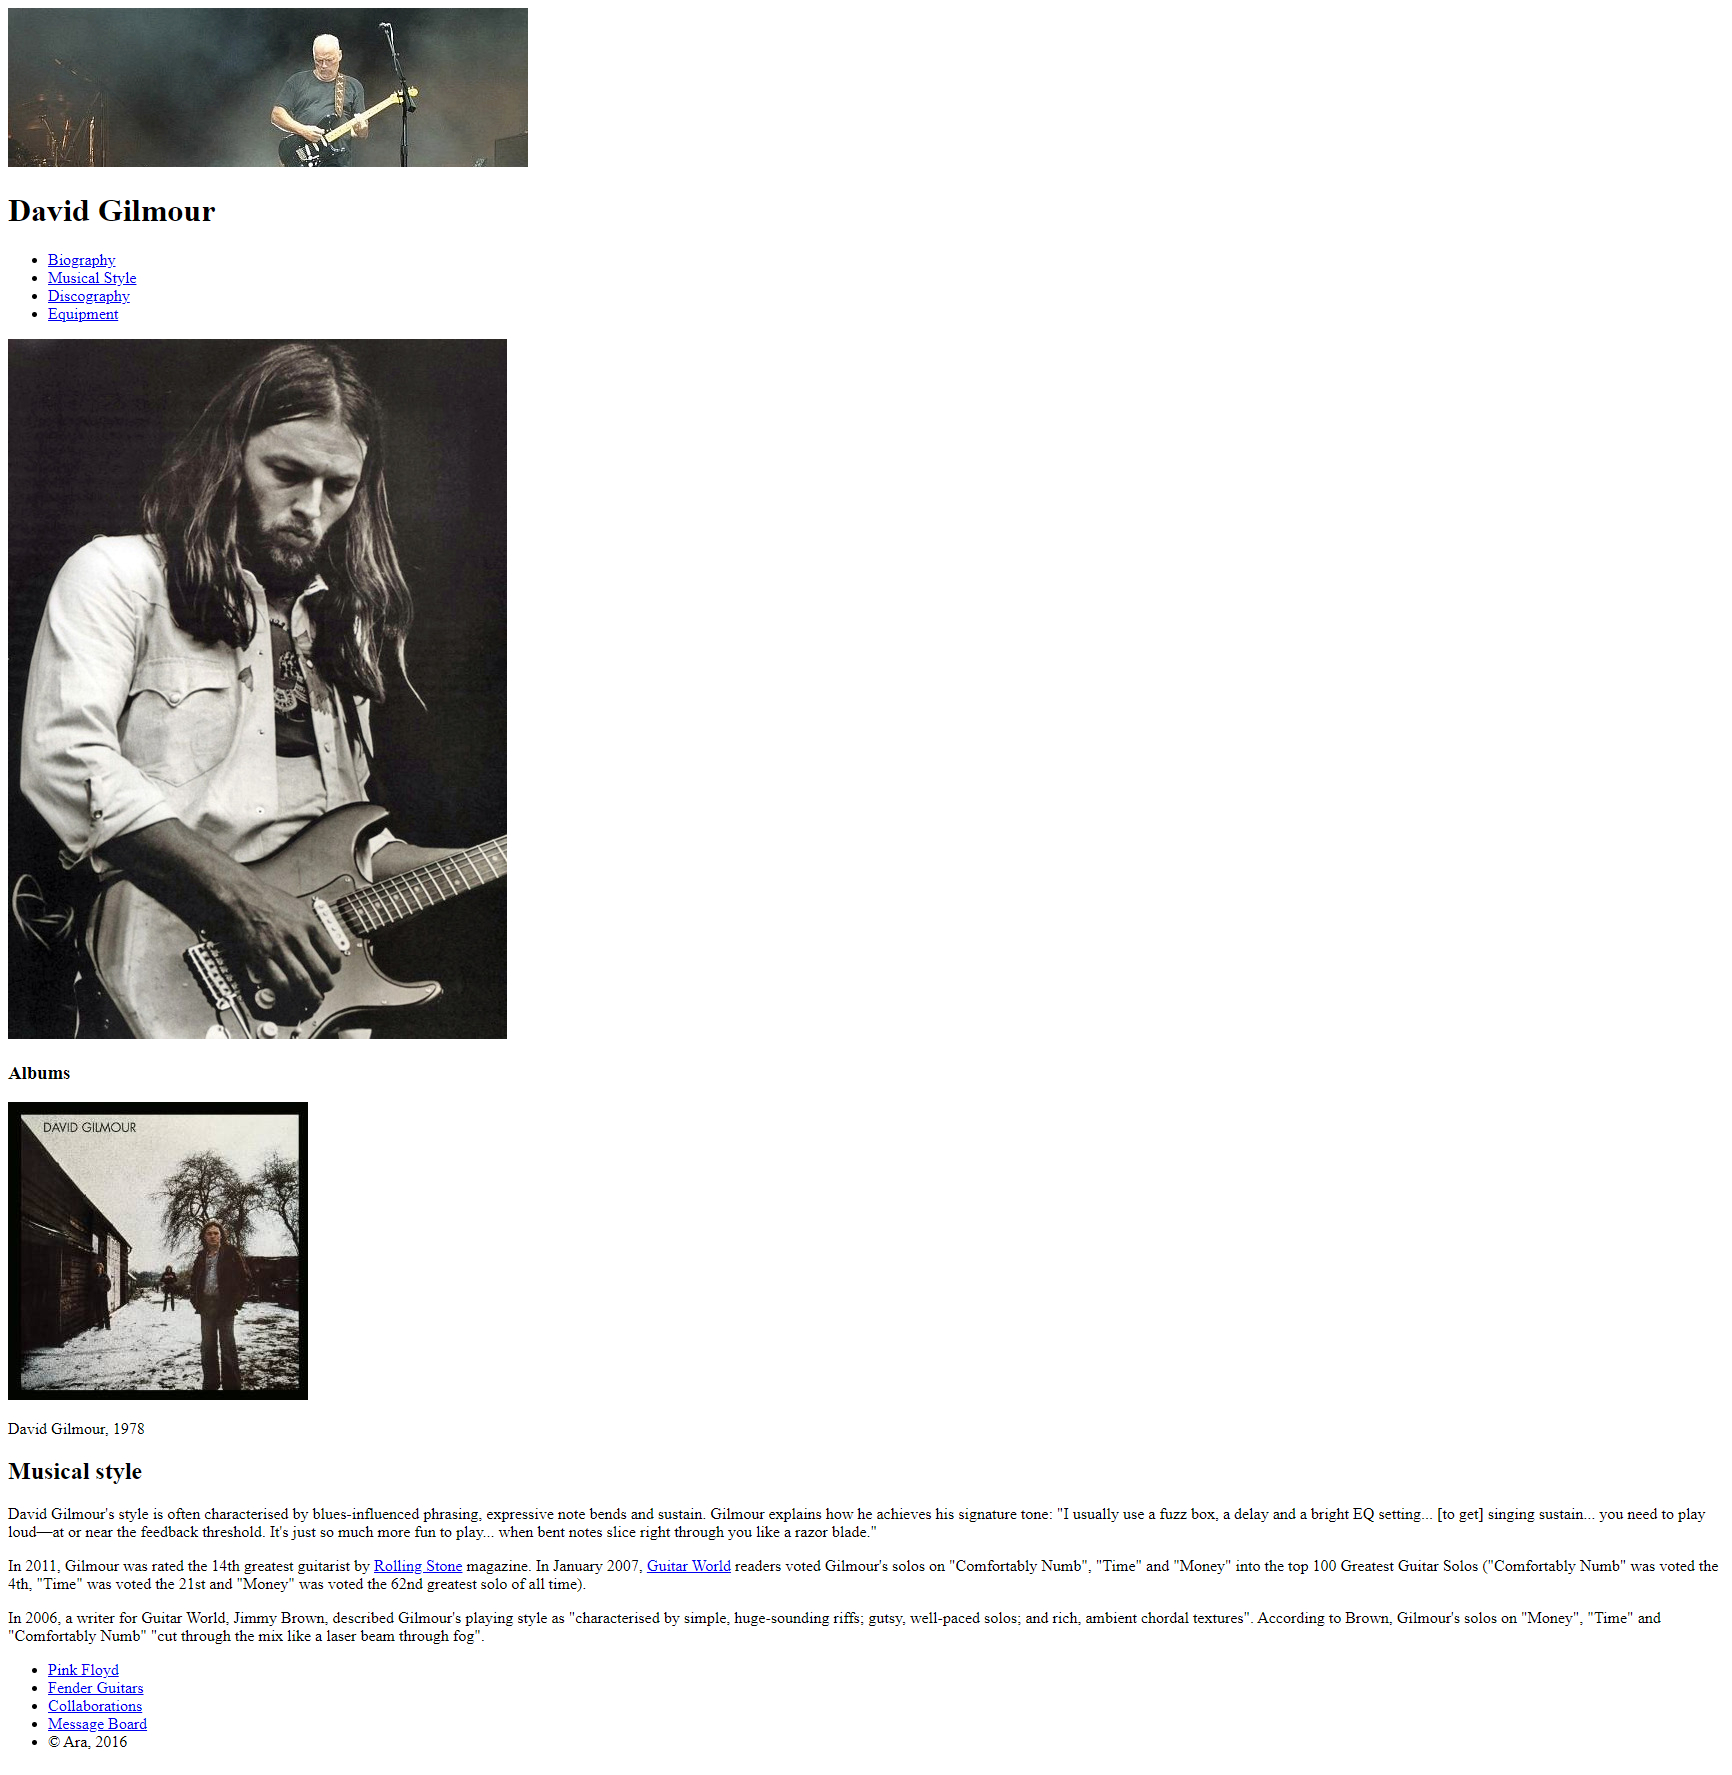 David Gilmour
Biography
Musical Style
Discography
Equipment
Albums
DAVID GILMOUR
David Gilmour, 1978
Musical style
David Gilmour's style is often characterised by blues-influenced phrasing, expressive note bends and sustain. Gilmour explains how he achieves his signature tone: "I usually use a fuzz box, a delay and a bright EQ setting... [to get] singing sustain... you need to play
loud—at or near the feedback threshold. It's just so much more fun to play... when bent notes slice right through you like a razor blade."
In 2011, Gilmour was rated the 14th greatest guitarist by Rolling Stone magazine. In January 2007, Guitar World readers voted Gilmour's solos on "Comfortably Numb", "Time" and "Money" into the top 100 Greatest Guitar Solos ("Comfortably Numb" was voted the
4th, "Time" was voted the 21st and "Money" was voted the 62nd greatest solo of all time).
In 2006, a writer for Guitar World, Jimmy Brown, described Gilmour's playing style as "characterised by simple, huge-sounding riffs; gutsy, well-paced solos; and rich, ambient chordal textures". According to Brown, Gilmour's solos on "Money", "Time" and
"Comfortably Numb" "cut through the mix like a laser beam through fog".
Pink Floyd
Fender Guitars
Collaborations
Message Board
© Ara, 2016